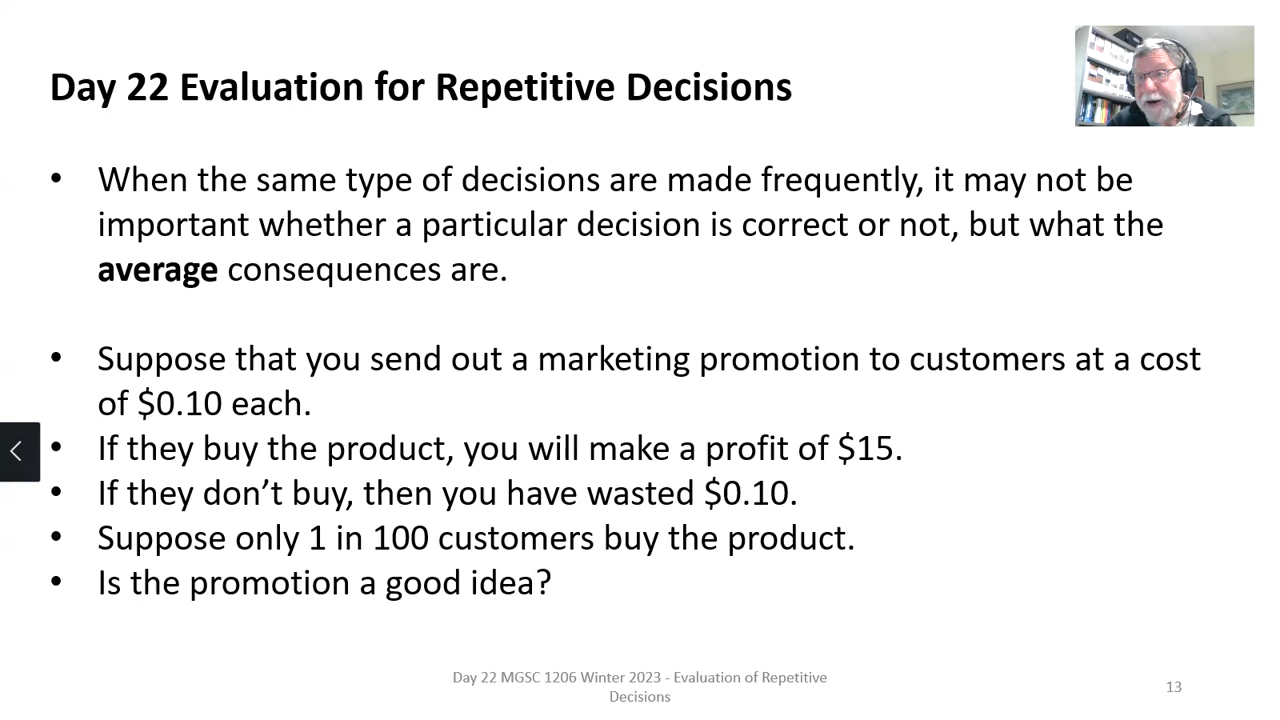 Day 22 Evaluation for Repetitive Decisions
• When the same type of decisions are made frequently, it may not be
important whether a particular decision is correct or not, but what the
average consequences are.
• Suppose that you send out a marketing promotion to customers at a cost
of $0.10 each.
• If they buy the product, you will make a profit of $15.
• If they don’t buy, then you have wasted $0.10.
• Suppose only 1 in 100 customers buy the product.
• Is the promotion a good idea?
Day 22 MGSC 1206 Winter 2023 - Evaluation of Repetitive
Decisions
13